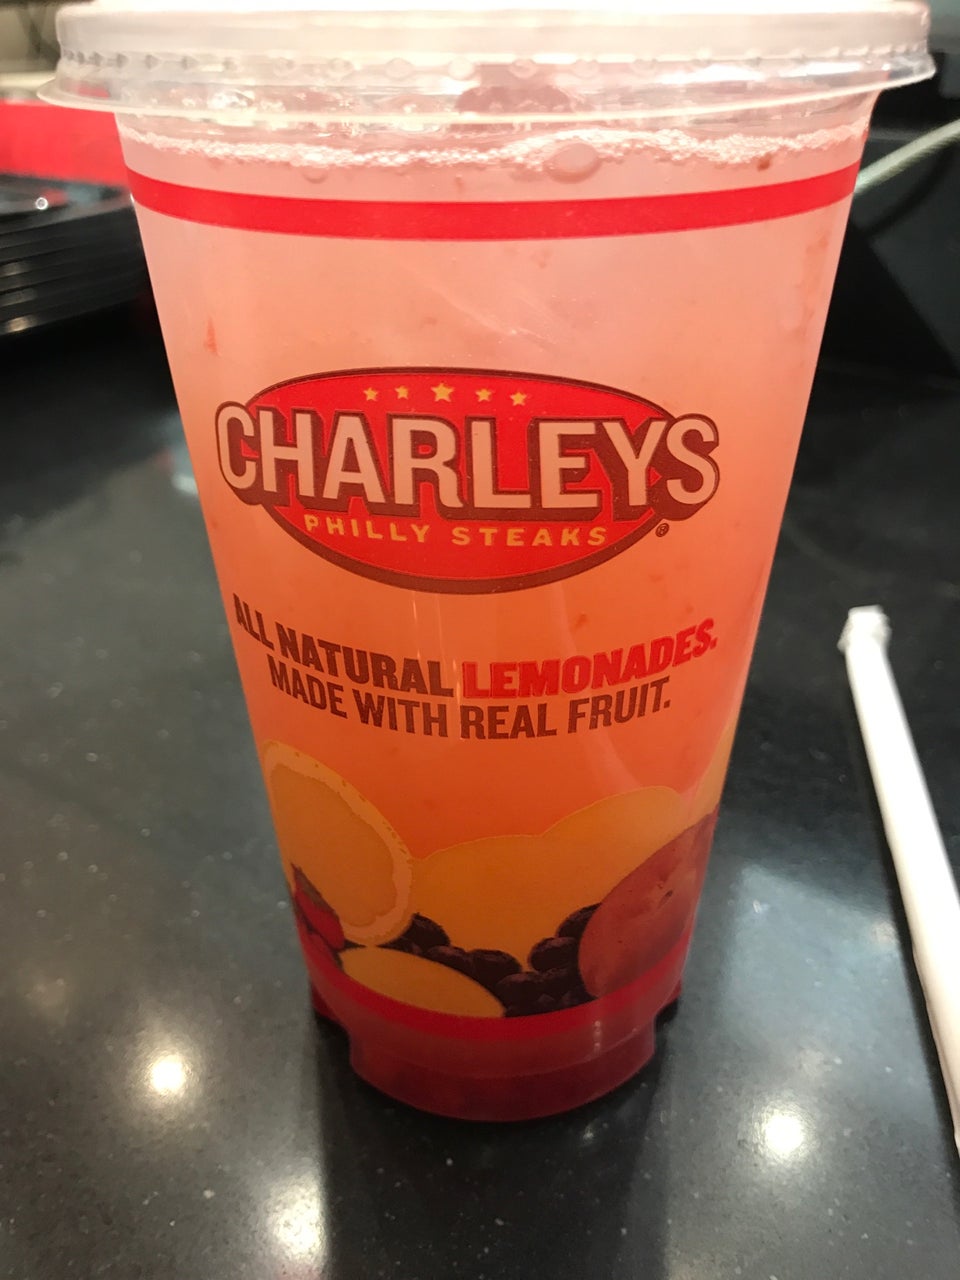 CHARLEYS
PHILLY STEAKS
®
ALL NATURAL LEMONADES.
MADE WITH REAL FRUIT.